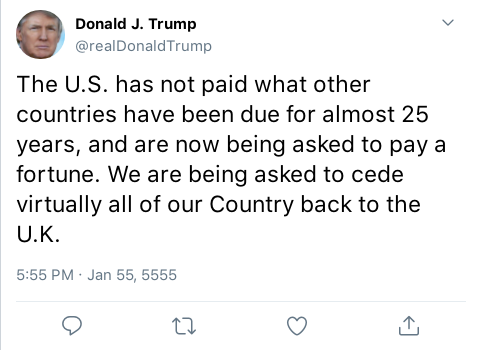 Donald J. Trump
@realDonaldTrump
The U.S. has not paid what other
countries have been due for almost 25
years, and are now being asked to pay a
fortune. We are being asked to cede
virtually all of our Country back to the
U.K.
5:55 PM · Jan 55, 5555